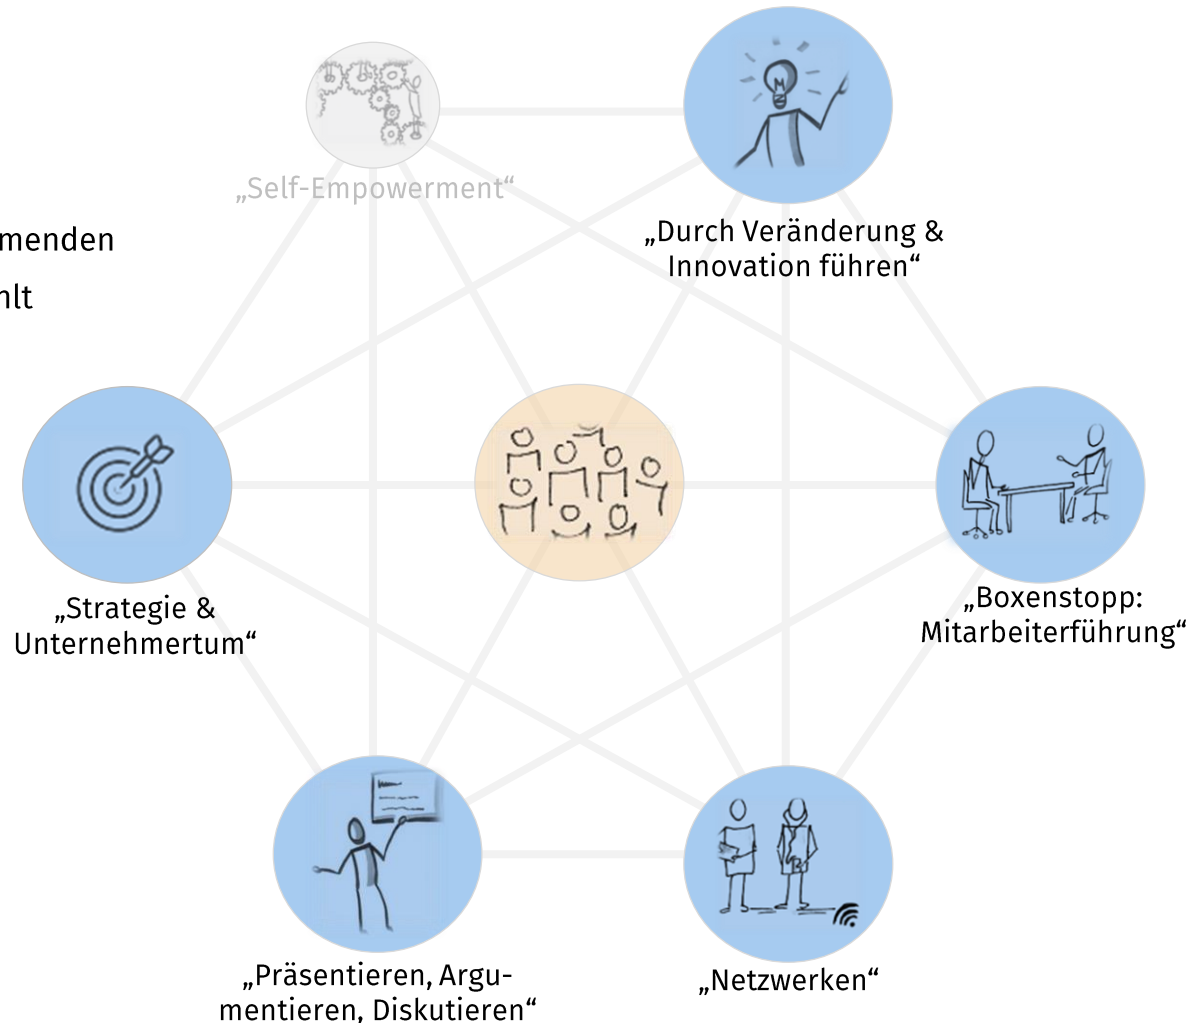 „Self-Empowerment“
„Durch Veränderung &
Innovation führen“
menden
hlt
„Strategie &
Unternehmertum“
„Boxenstopp:
Mitarbeiterführung“
„Präsentieren, Argu-
mentieren, Diskutieren“
„Netzwerken“